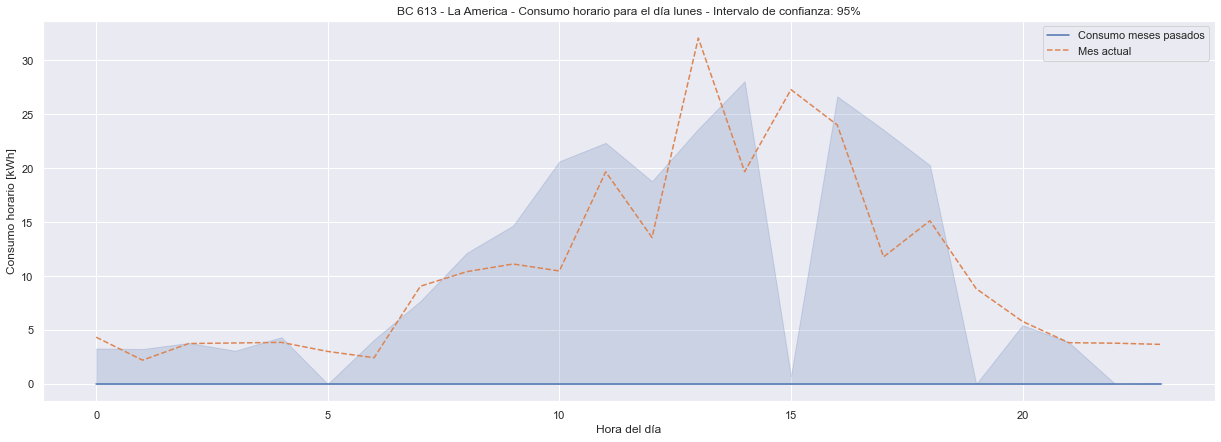 BC 613 - La America - Consumo horario para el día lunes - Intervalo de confianza: 95%
Consumo meses pasados
Mes actual
Consumo horario [kWh]
30
25
20
15
10
5
0
0 5 10 15 20
Hora del día